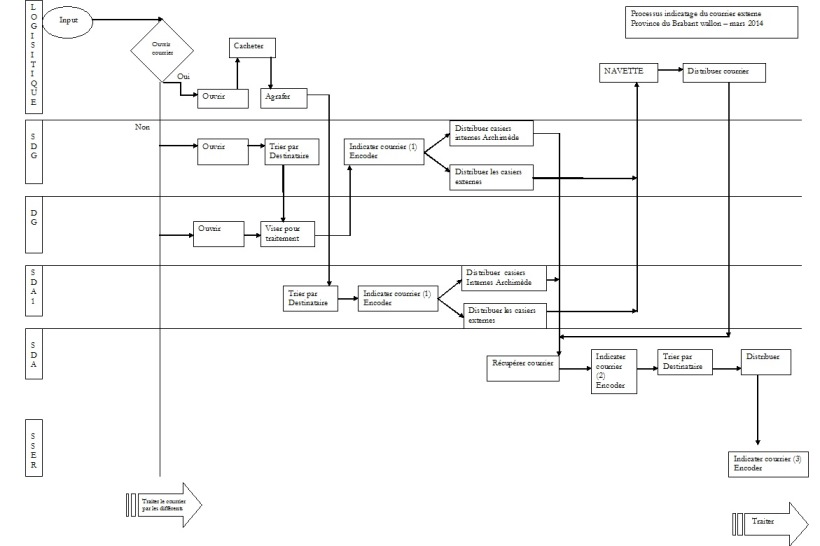 Processus indicatage du courrier externe
Province du Brabant wallon – mars 2014
L
O
G
I
S
I
T
I
Q
U
E
Input
Ouvrir
courrier
Oui
Non
Cacheter
Ouvrir
Agrafer
NAVETTE
Distribuer courrier
S
D
G
Ouvrir
Trier par
Destinataire
Indicater courrier (1)
Encoder
Distribuer casiers
internes Archimède
Distribuer les casiers
externes
D
G
Ouvrir
Viser pour
traitement
S
D
A
1
Trier par
Destinataire
Indicater courrier (1)
Encoder
Distribuer casiers
Internes Archimède
Distribuer les casiers
externes
S
D
A
Récupérer courrier
Indicater
courrier
(2)
Encoder
Trier par
Destinataire
Distribuer
S
S
E
R
Indicater courrier (3)
Encoder
Traiter le courrier
par les différents
Traiter